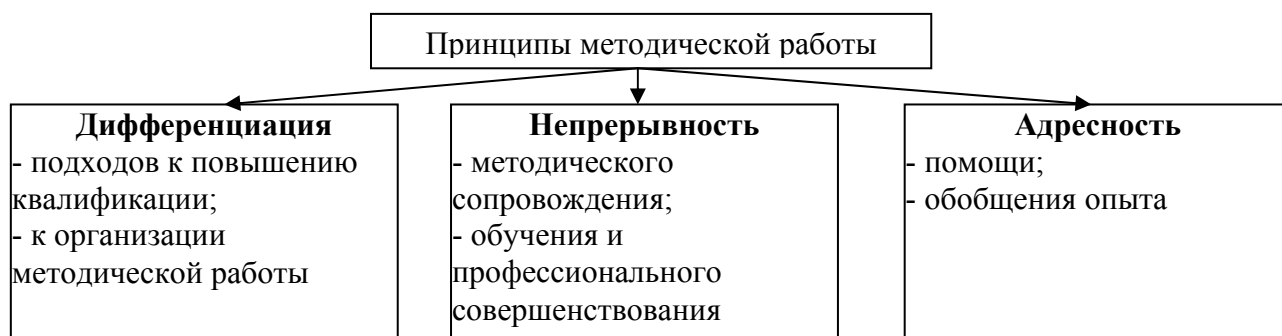 Принципы методической работы
Дифференциация
- подходов к повышению
квалификации;
- к организации
методической работы
Непрерывность
- методического
сопровождения;
- обучения и
профессионального
совершенствования
Адресность
- помощи;
- обобщения опыта